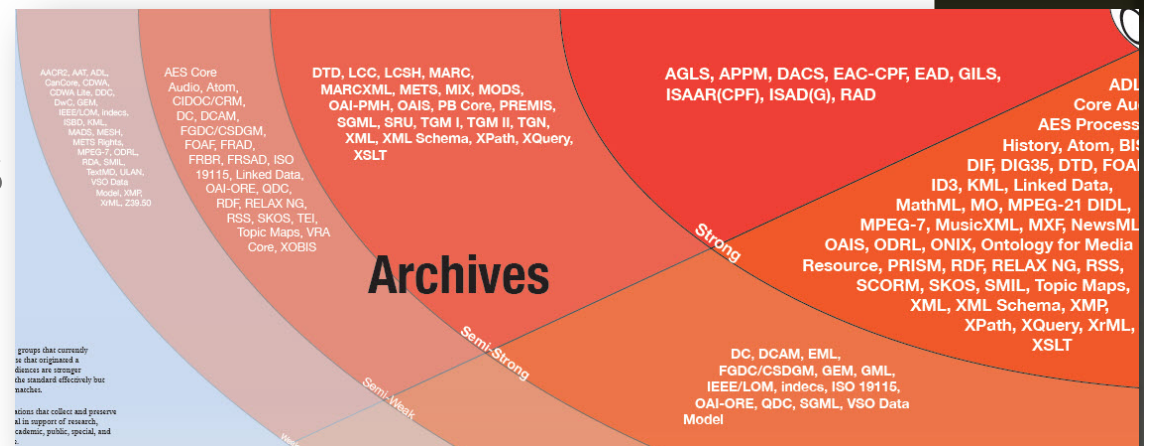 AACR2, AAT, ADL,
CanCore, CDWA,
CDWA Lite, DDC,
DwC, GEM,
IEEE/LOM, indecs,
ISBD, KML,
MADS, MESH,
METS Rights,
MPEG-7, ODRL,
RDA, SMIL,
TextMD, ULAN,
VSO Data
Model, XMP,
XrML, Z39.50
AES Core
Audio, Atom,
CIDOC/CRM,
DC, DCAM,
FGDC/CSDGM,
FOAF, FRAD,
FRBR, FRSAD, ISO
19115, Linked Data,
OAI-ORE, QDC,
RDF, RELAX NG,
RSS, SKOS, TEI,
Topic Maps, VRA
Core, XOBIS
DTD, LCC, LCSH, MARC,
MARCXML, METS, MIX, MODS,
OAI-PMH, OAIS, PB Core, PREMIS,
SGML, SRU, TGM I, TGM II, TGN,
XML, XML Schema, XPath, XQuery,
XSLT
AGLS, APPM, DACS, EAC-CPF, EAD, GILS,
ISAAR(CPF), ISAD(G), RAD
ADL
Core Au
AES Process
History, Atom, BIS
DIF, DIG35, DTD, FOA
ID3, KML, Linked Data,
MathML, MO, MPEG-21 DIDL,
MPEG-7, MusicXML, MXF, NewsML
OAIS, ODRL, ONIX, Ontology for Media
Resource, PRISM, RDF, RELAX NG, RSS,
SCORM, SKOS, SMIL, Topic Maps,
XML, XML Schema, XMP,
XPath, XQuery, XrML,
XSLT
Strong
Archives
Semi-Strong
Semi-Weak
DC, DCAM, EML,
FGDC/CSDGM, GEM, GML,
IEEE/LOM, indecs, ISO 19115,
OAI-ORE, QDC, SGML, VSO Data
Model
groups that currently
se that originated a
diences are stronger
the standard effectively but
matches.
ations that collect and preserve
al in support of research,
cademic, public, special, and